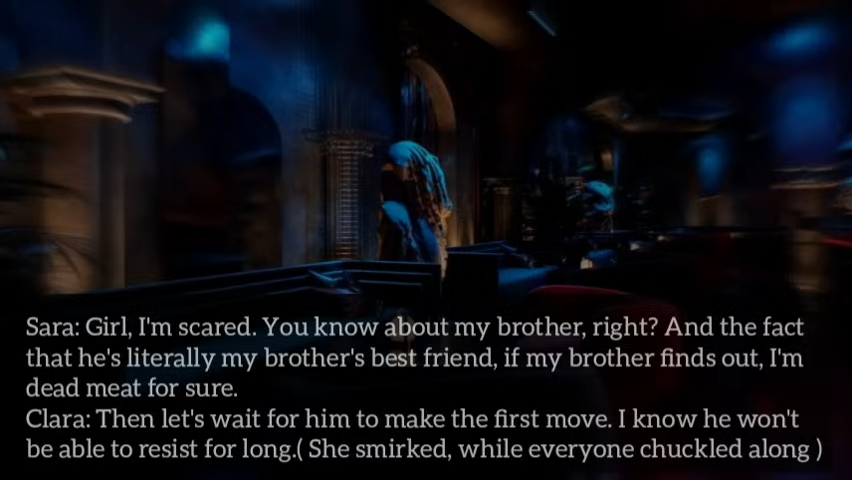 Sara: Girl, I'm scared. You know about my brother, right? And the fact
that he's literally my brother's best friend, if my brother finds out, I'm
dead meat for sure.
Clara: Then let's wait for him to make the first move. I know he won't
be able to resist for long.( She smirked, while everyone chuckled along )